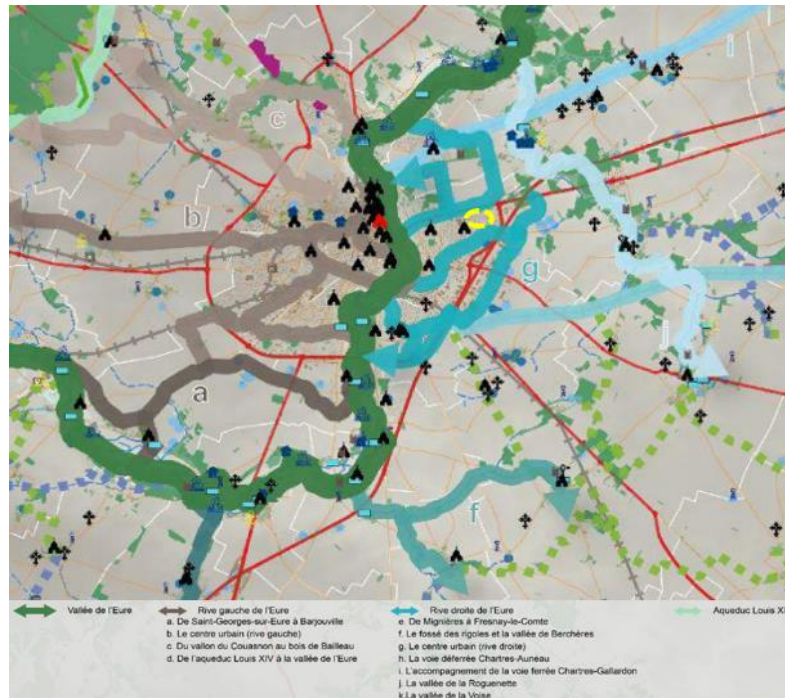 i
c
b
g
j
a
f
Vallée de l'Eure
Rive gauche de l'Eure
a. De Saint-Georges-sur-Eure à Barjouville
b. Le centre urbain (rive gauche)
c. Du vallon du Couasnon au bois de Bailleau
d. De l'aqueduc Louis XIV à la vallée de l'Eure
Rive droite de l'Eure
e. De Mignières à Fresnay-le-Comte
f. Le fossé des rigoles et la vallée de Berchères
g. Le centre urbain (rive droite)
h. La voie déferrée Chartres-Auneau
i. L'accompagnement de la voie ferrée Chartres-Gallardon
j. La vallée de la Roguenette
k.La vallée de la Voise
Aqueduc Louis XI